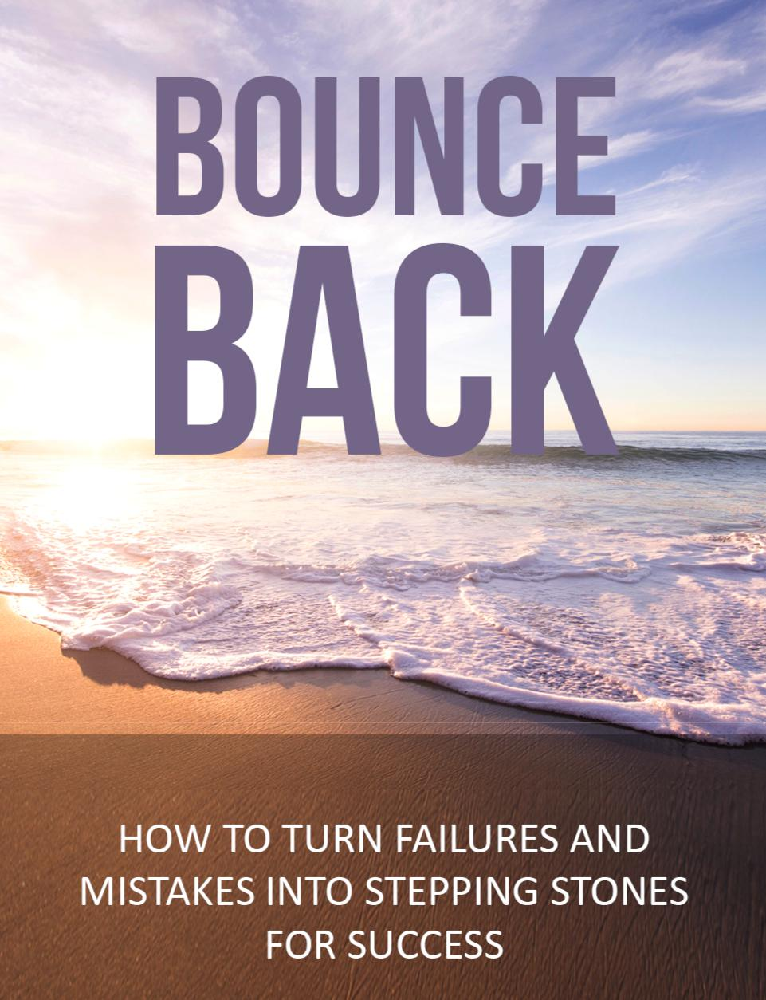 BOUNCE
BACK
HOW TO TURN FAILURES AND
MISTAKES INTO STEPPING STONES
FOR SUCCESS